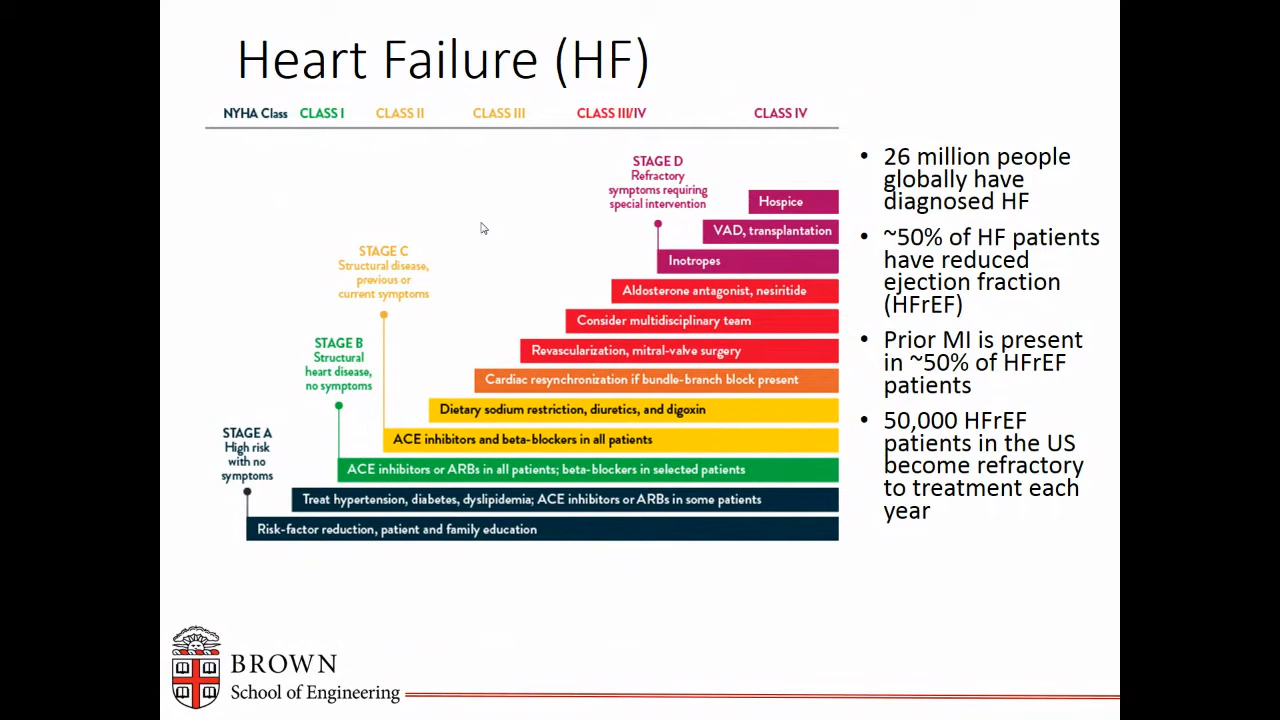 Heart Failure (HF)
NYHA Class CLASS I CLASS II CLASS III CLASS III/IV CLASS IV
STAGE D
Refractory
symptoms requiring
special intervention
Hospice
VAD, transplantation
Inotropes
STAGE C
Structural disease,
previous or
current symptoms
Aldosterone antagonist, nesiritide
Consider multidisciplinary team
STAGE B
Structural
heart disease,
no symptoms
Revascularization, mitral-valve surgery
Cardiac resynchronization if bundle-branch block present
Dietary sodium restriction, diuretics, and digoxin
STAGE A
High risk
with no
symptoms
ACE inhibitors and beta-blockers in all patients
ACE inhibitors or ARBs in all patients; beta-blockers in selected patients
Treat hypertension, diabetes, dyslipidemia; ACE inhibitors or ARBs in some patients
Risk-factor reduction, patient and family education
• 26 million people
globally have
diagnosed HF
• ~50% of HF patients
have reduced
ejection fraction
(HFrEF)
• Prior MI is present
in ~50% of HFrEF
patients
• 50,000 HFrEF
patients in the US
become refractory
to treatment each
year
BROWN
School of Engineering